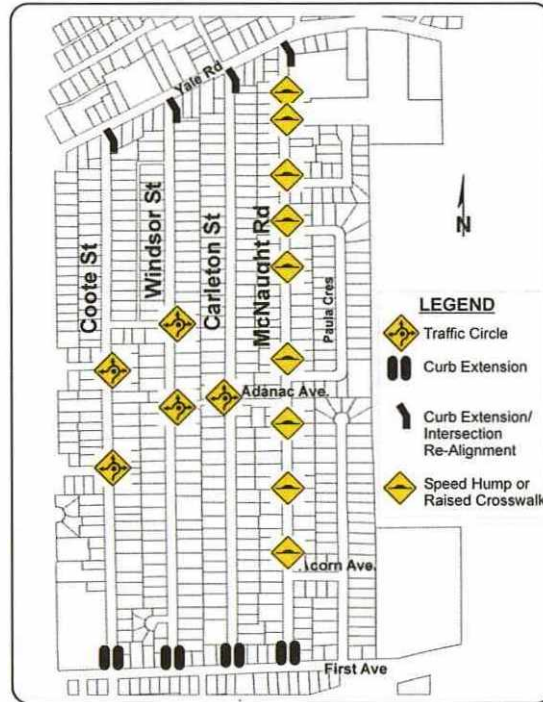 Yale Rd
Coote St
Windsor St
Carleton St
McNaught Rd
Paula Cres
N
Adanac Ave.
Acorn Ave.
First Ave
LEGEND
Traffic Circle
Curb Extension
Curb Extension/
Intersection
Re-Alignment
Speed Hump or
Raised Crosswalk